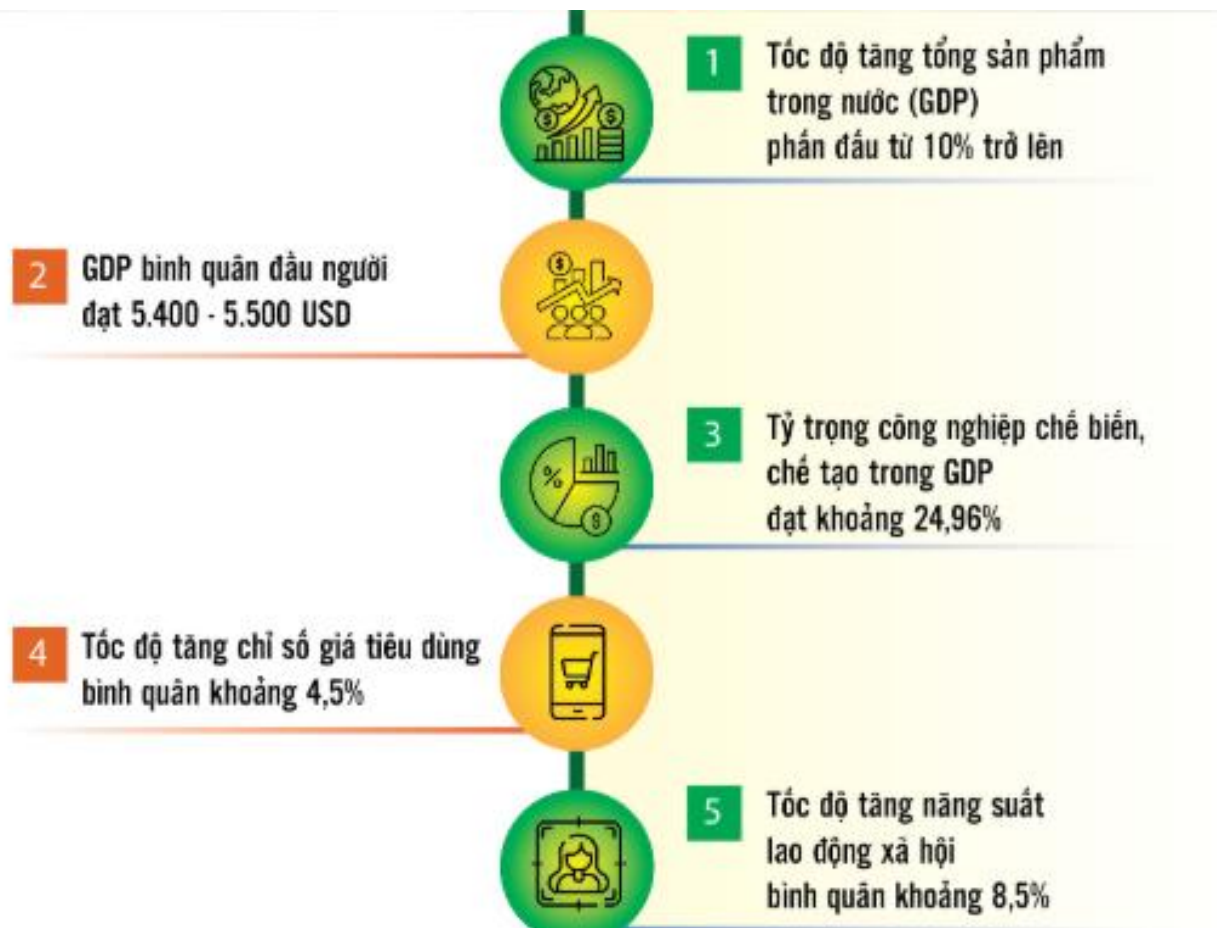 1
Tốc độ tăng tổng sản phẩm
trong nước (GDP)
phấn đấu từ 10% trở lên
2
GDP bình quân đầu người
đạt 5.400 - 5.500 USD
3
Tỷ trọng công nghiệp chế biến,
chế tạo trong GDP
đạt khoảng 24,96%
4
Tốc độ tăng chỉ số giá tiêu dùng
bình quân khoảng 4,5%
5
Tốc độ tăng năng suất
lao động xã hội
bình quân khoảng 8,5%